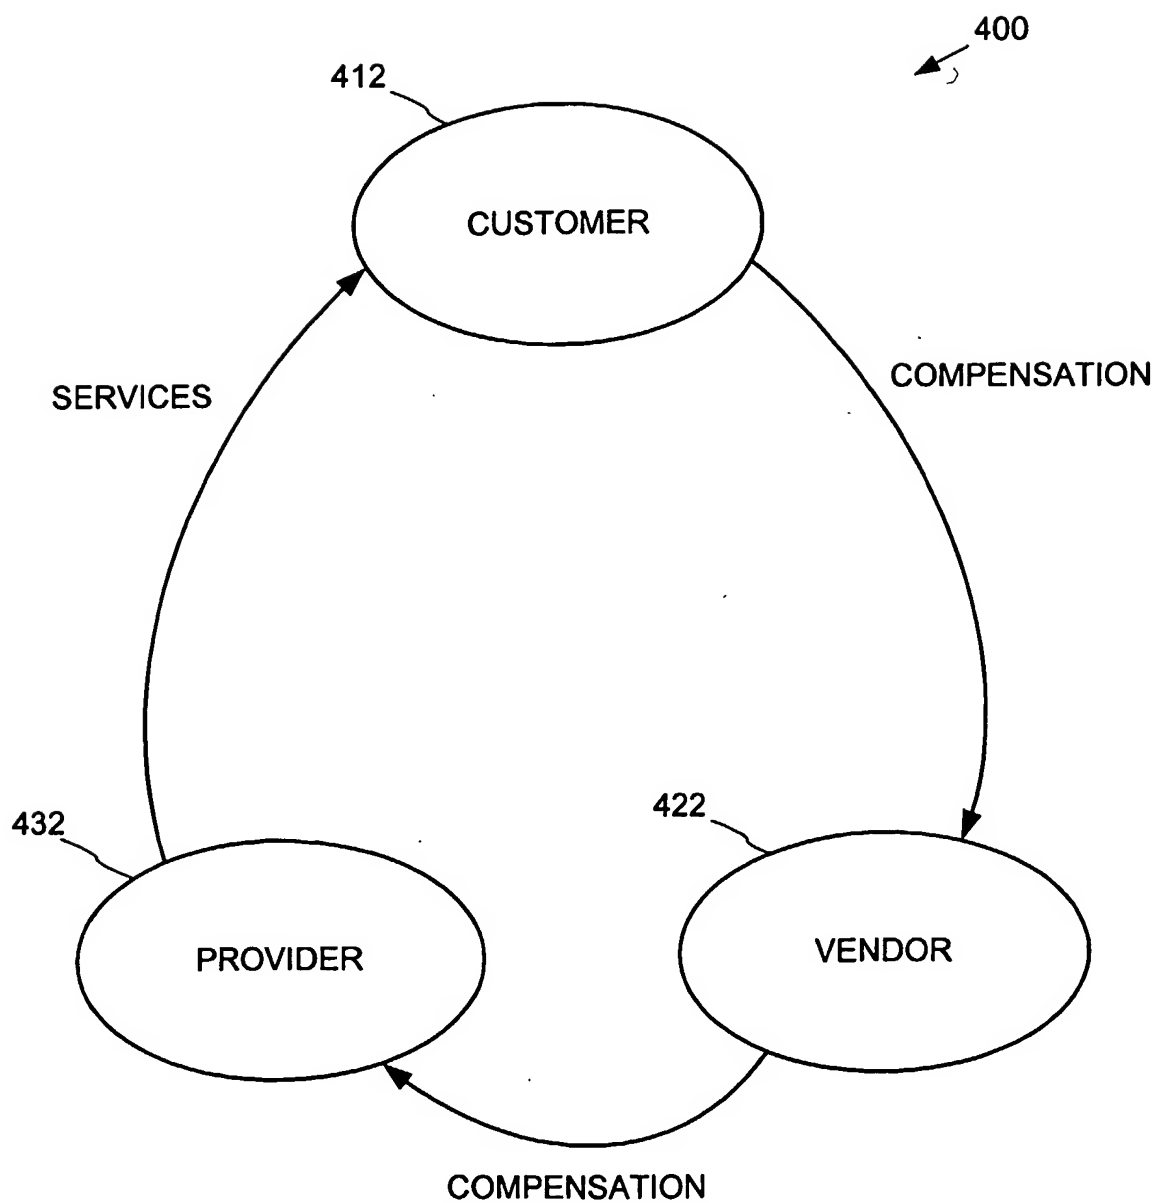 400
412
CUSTOMER
COMPENSATION
SERVICES
422
432
VENDOR
PROVIDER
COMPENSATION